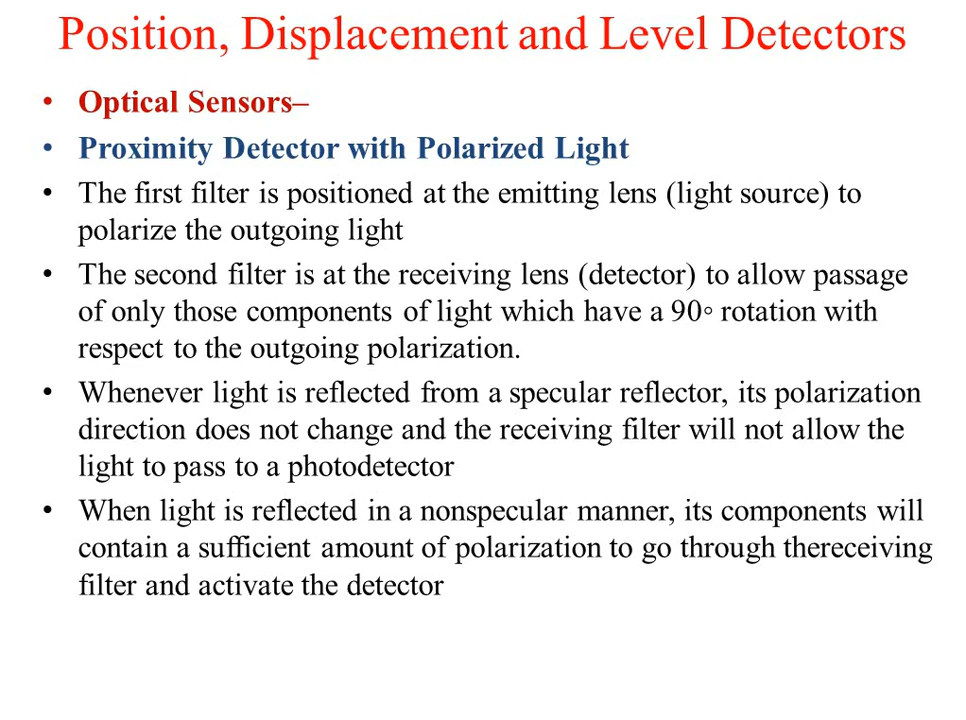 Position, Displacement and Level Detectors
• Optical Sensors–
• Proximity Detector with Polarized Light
• The first filter is positioned at the emitting lens (light source) to
polarize the outgoing light
• The second filter is at the receiving lens (detector) to allow passage
of only those components of light which have a 90◦ rotation with
respect to the outgoing polarization.
• Whenever light is reflected from a specular reflector, its polarization
direction does not change and the receiving filter will not allow the
light to pass to a photodetector
• When light is reflected in a nonspecular manner, its components will
contain a sufficient amount of polarization to go through thereceiving
filter and activate the detector